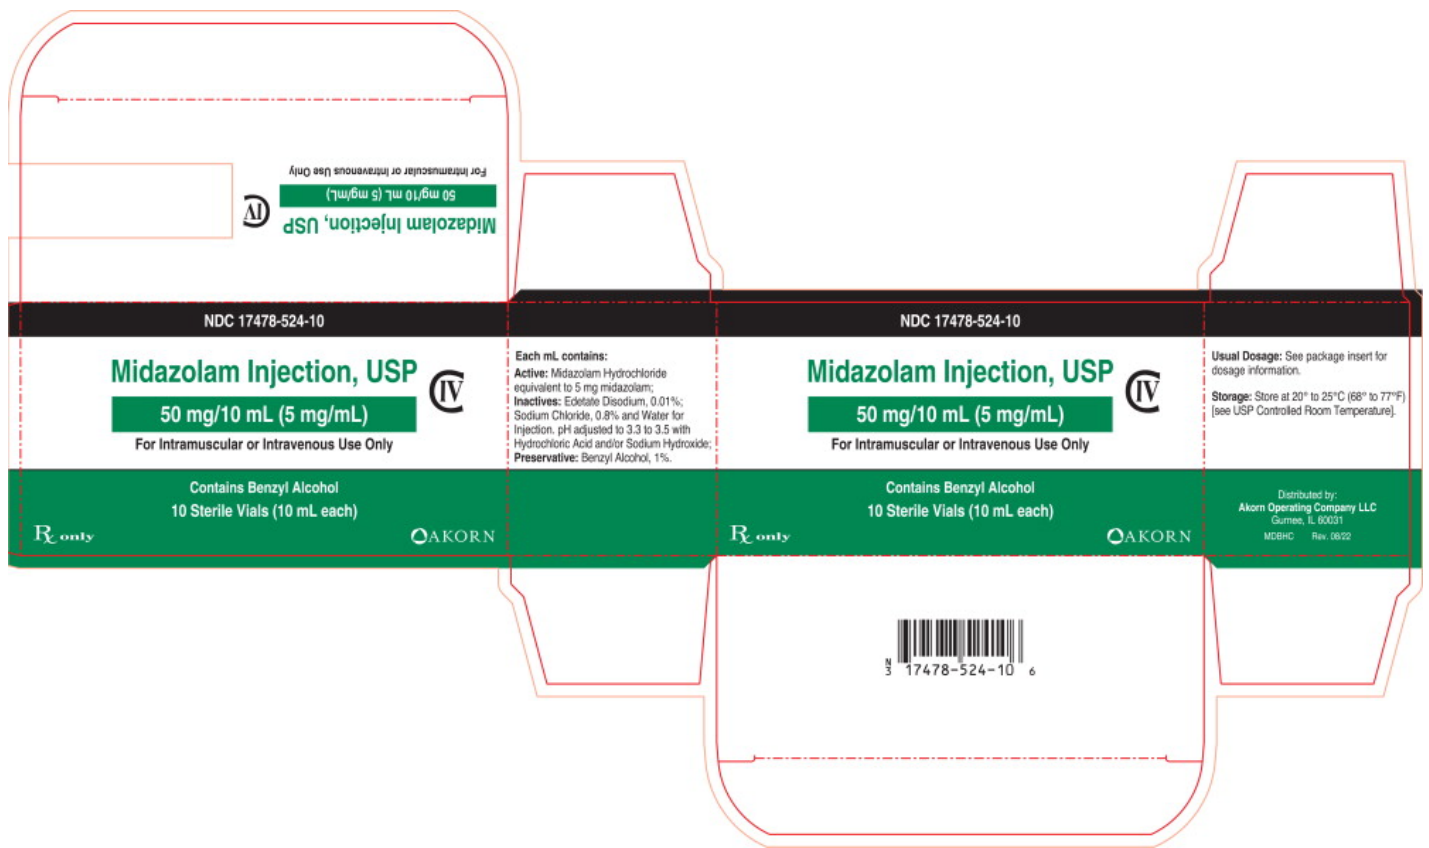 For Intramuscular or Intravenous Use Only
50 mg/10 mL (5 mg/mL)
Midazolam Injection, USP
CIV
NDC 17478-524-10
Midazolam Injection, USP
CIV
50 mg/10 mL (5 mg/mL)
For Intramuscular or Intravenous Use Only
Contains Benzyl Alcohol
10 Sterile Vials (10 mL each)
Rx only
AKORN
Each mL contains:
Active: Midazolam Hydrochloride
equivalent to 5 mg midazolam;
Inactives: Edetate Disodium, 0.01%;
Sodium Chloride, 0.8% and Water for
Injection. pH adjusted to 3.3 to 3.5 with
Hydrochloric Acid and/or Sodium Hydroxide;
Preservative: Benzyl Alcohol, 1%.
NDC 17478-524-10
Midazolam Injection, USP
CIV
50 mg/10 mL (5 mg/mL)
For Intramuscular or Intravenous Use Only
Contains Benzyl Alcohol
10 Sterile Vials (10 mL each)
Rx only
AKORN
Usual Dosage: See package insert for
dosage information.
Storage: Store at 20° to 25°C (68° to 77°F)
[see USP Controlled Room Temperature].
Distributed by:
Akorn Operating Company LLC
Gurnee, IL 60031
MDBHC Rev. 08/22
N
3 17478-524-10 6